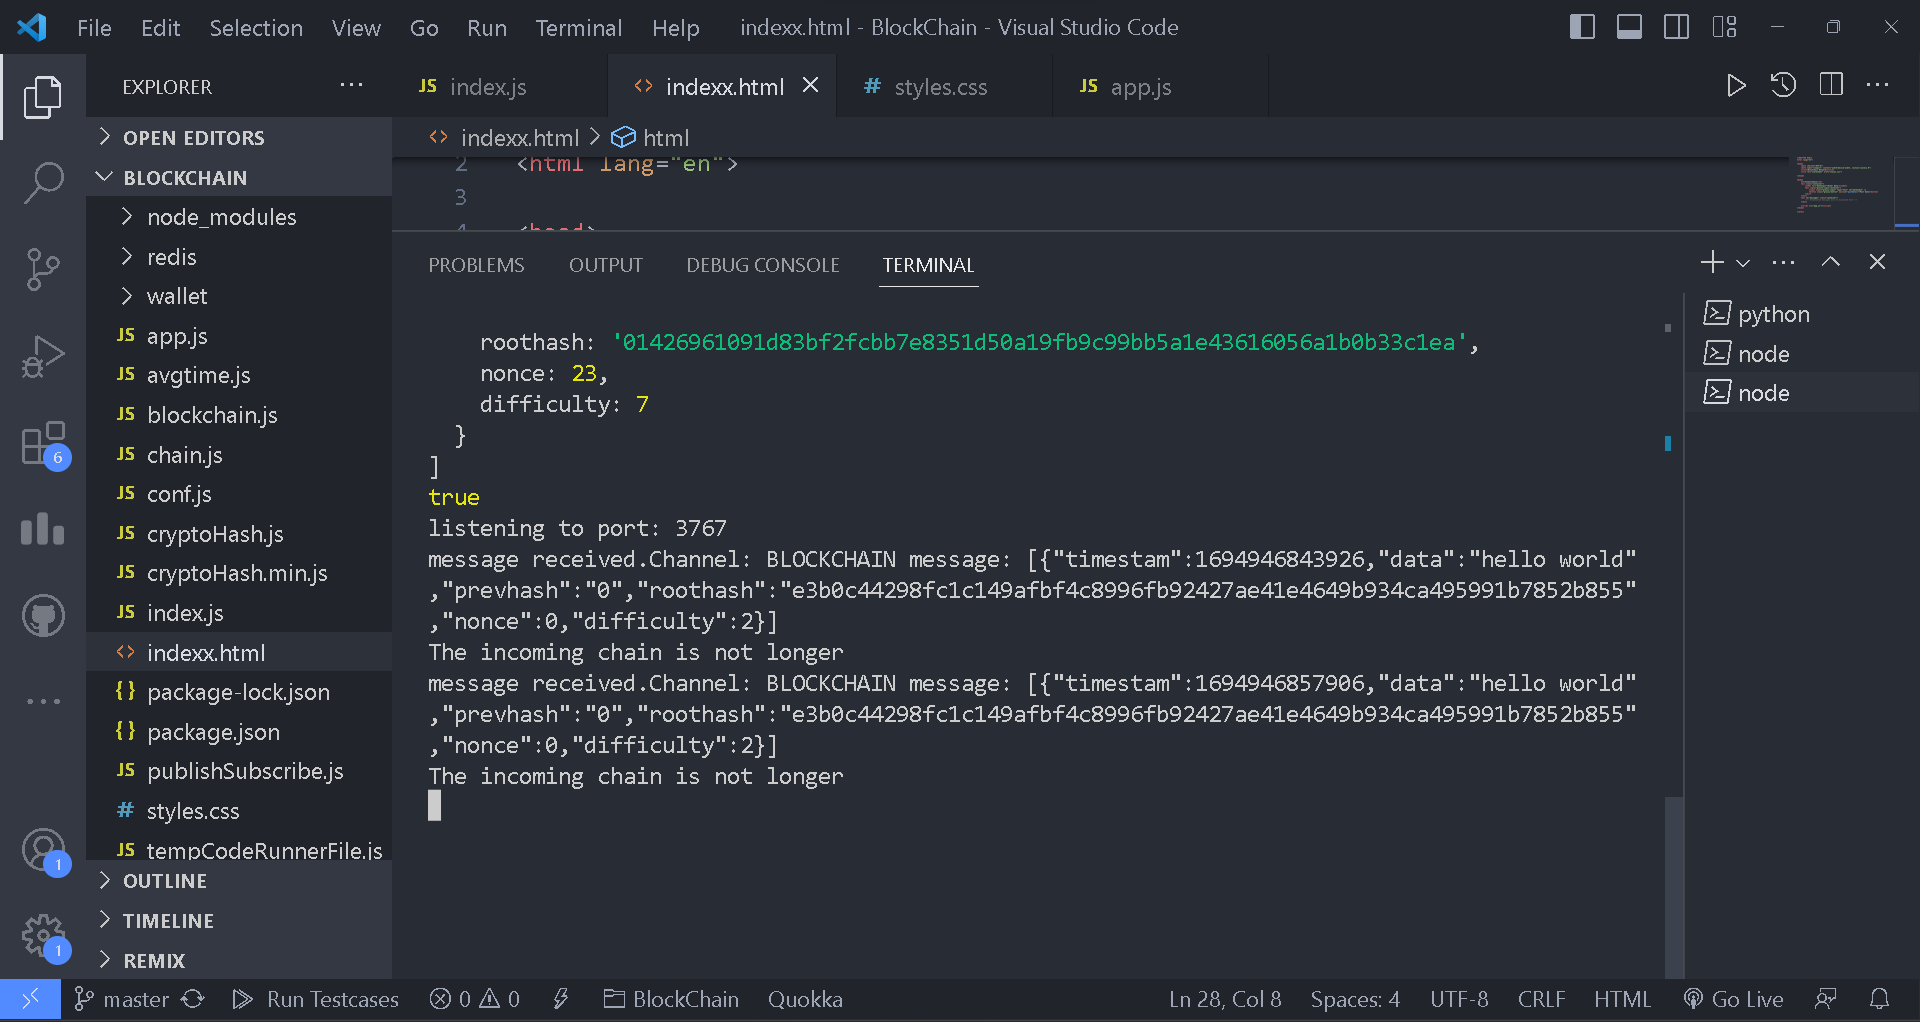 File Edit Selection View Go Run Terminal Help indexx.html - BlockChain - Visual Studio Code
EXPLORER ...
JS index.js <> indexx.html # styles.css JS app.js
<> indexx.html > html
2 <html lang="en">
3
4 <head>
OPEN EDITORS
BLOCKCHAIN
node_modules
redis
wallet
JS app.js
JS avgtime.js
JS blockchain.js
JS chain.js
JS conf.js
JS cryptoHash.js
JS cryptoHash.min.js
JS index.js
<> indexx.html
{} package-lock.json
{} package.json
JS publishSubscribe.js
# styles.css
JS tempCodeRunnerFile.js
OUTLINE
TIMELINE
REMIX
6
1
1
PROBLEMS OUTPUT DEBUG CONSOLE TERMINAL
roothash: '01426961091d83bf2fcbb7e8351d50a19fb9c99bb5a1e43616056a1b0b33c1ea',
nonce: 23,
difficulty: 7
}
]
true
listening to port: 3767
message received.Channel: BLOCKCHAIN message: [{"timestam":1694946843926,"data":"hello world"
,"prevhash":"0","roothash":"e3b0c44298fc1c149afbf4c8996fb92427ae41e4649b934ca495991b7852b855"
,"nonce":0,"difficulty":2}]
The incoming chain is not longer
message received.Channel: BLOCKCHAIN message: [{"timestam":1694946857906,"data":"hello world"
,"prevhash":"0","roothash":"e3b0c44298fc1c149afbf4c8996fb92427ae41e4649b934ca495991b7852b855"
,"nonce":0,"difficulty":2}]
The incoming chain is not longer
python
node
node
master Run Testcases 0 0 BlockChain Quokka Ln 28, Col 8 Spaces: 4 UTF-8 CRLF HTML Go Live